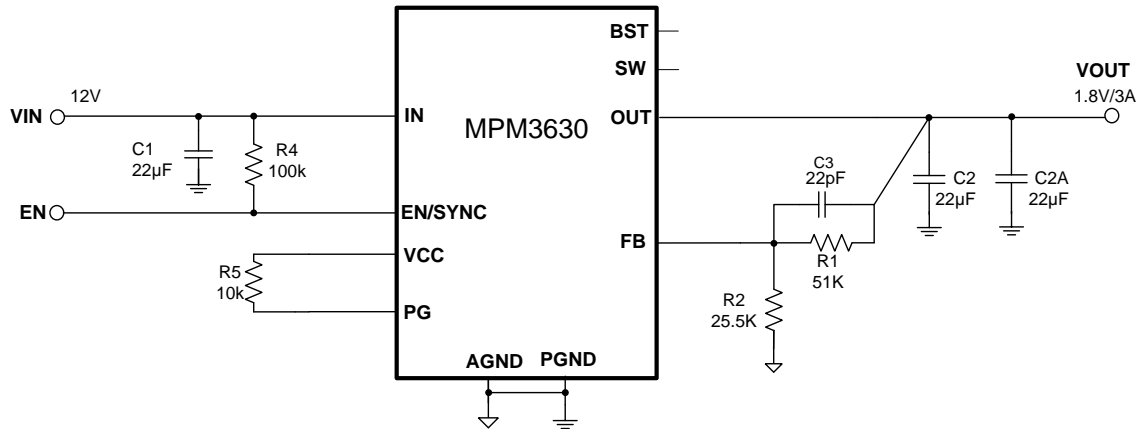 BST
SW
VOUT
1.8V/3A
12V
VIN
IN
OUT
MPM3630
C1
22µF
R4
100k
C3
22pF
C2
22µF
C2A
22µF
EN
EN/SYNC
FB
VCC
R1
51K
R5
10k
R2
25.5K
PG
AGND
PGND